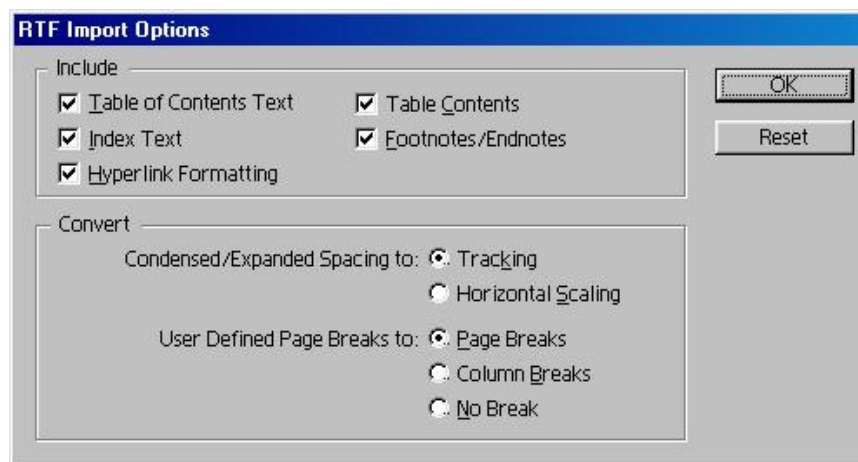 RTF Import Options
Include
Table of Contents Text
Table Contents
Index Text
Footnotes/Endnotes
Hyperlink Formatting
OK
Reset
Convert
Condensed/Expanded Spacing to: Tracking
Horizontal Scaling
User Defined Page Breaks to: Page Breaks
Column Breaks
No Break